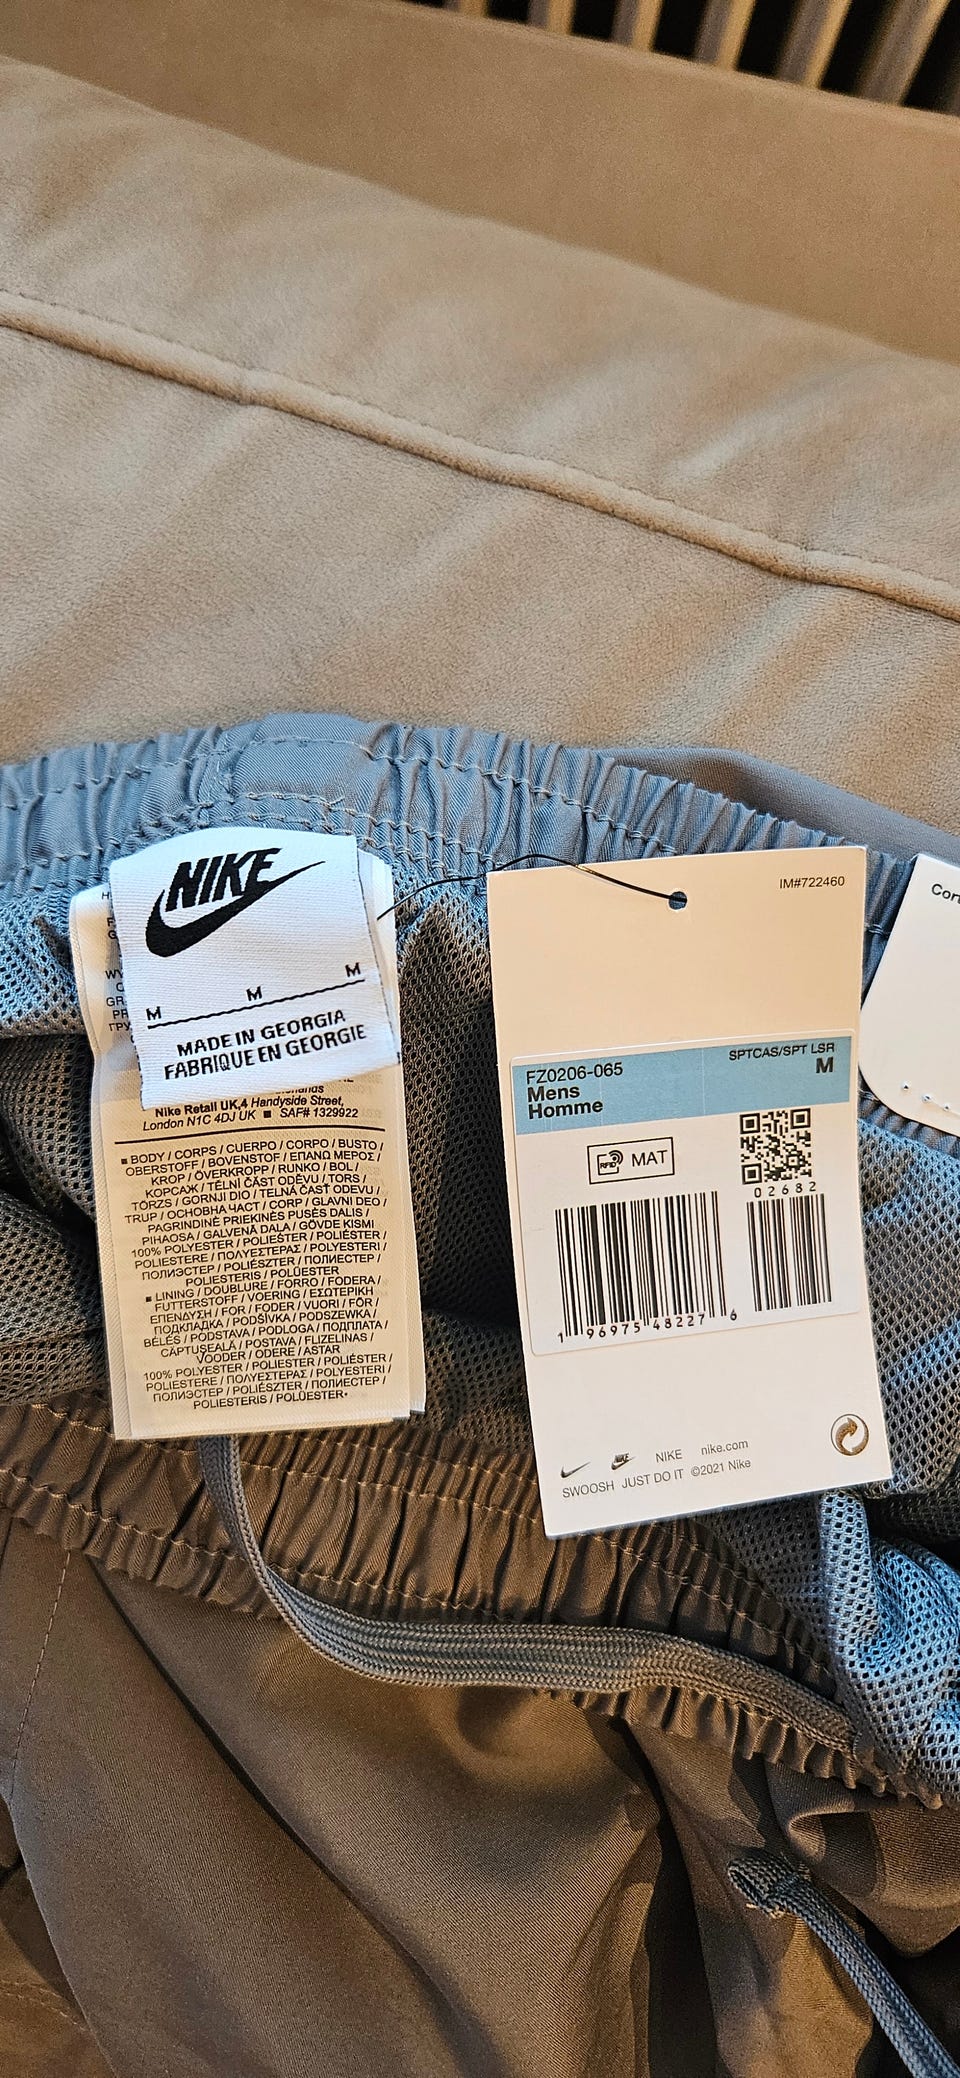 NIKE
M M M
MADE IN GEORGIA
FABRIQUE EN GEORGIE
Nike Retail UK,4 Handyside Street,
London N1C 4DJ UK ■ SAF# 1329922
■ BODY / CORPS / CUERPO / CORPO / BUSTO /
OBERSTOFF / BOVENSTOF / ΕΠΑΝΩ ΜΕΡΟΣ /
KROP / ÖVERKROPP / RUNKO / BOL /
КОРСАЖ / TĚLNÍ ČÁST ODĚVU / TORS /
TÖRZS / GORNJI DIO / TELNÁ ČASŤ ODEVU /
TRUP / ОСНОВНА ЧАСТ / CORP / GLAVNI DEO /
PAGRINDINĖ PRIEKINĖS PUSĖS DALIS /
PIHAOSA / GALVENĀ DAĻA / GÖVDE KISMI
100% POLYESTER / POLIESTER / POLIÉSTER /
POLIESTERE / ΠΟΛΥΕΣΤΕΡΑΣ / POLYESTERI /
ПОЛИЭСТЕР / POLIÉSZTER / ПОЛИЕСТЕР /
POLIESTERIS / POLÜESTER
■ LINING / DOUBLURE / FORRO / FODERA /
FUTTERSTOFF / VOERING / ΕΣΩΤΕΡΙΚΗ
ΕΠΕΝΔΥΣΗ / FOR / FODER / VUORI / FÔR /
ПОДКЛАДКА / PODŠÍVKA / PODSZEWKA /
BÉLÉS / PODSTAVA / PODLOGA / ПОДПЛАТА /
CĂPTUȘEALĂ / POSTAVA / FLIZELINAS /
VOODER / ODERE / ASTAR
100% POLYESTER / POLIESTER / POLIÉSTER /
POLIESTERE / ΠΟΛΥΕΣΤΕΡΑΣ / POLYESTERI /
ПОЛИЭСТЕР / POLIÉSZTER / ПОЛИЕСТЕР /
POLIESTERIS / POLÜESTER
IM#722460
FZ0206-065
Mens
Homme
SPTCAS/SPT LSR
M
RFID MAT
02682
1 96975 48227 6
NIKE NIKE nike.com
SWOOSH JUST DO IT ©2021 Nike